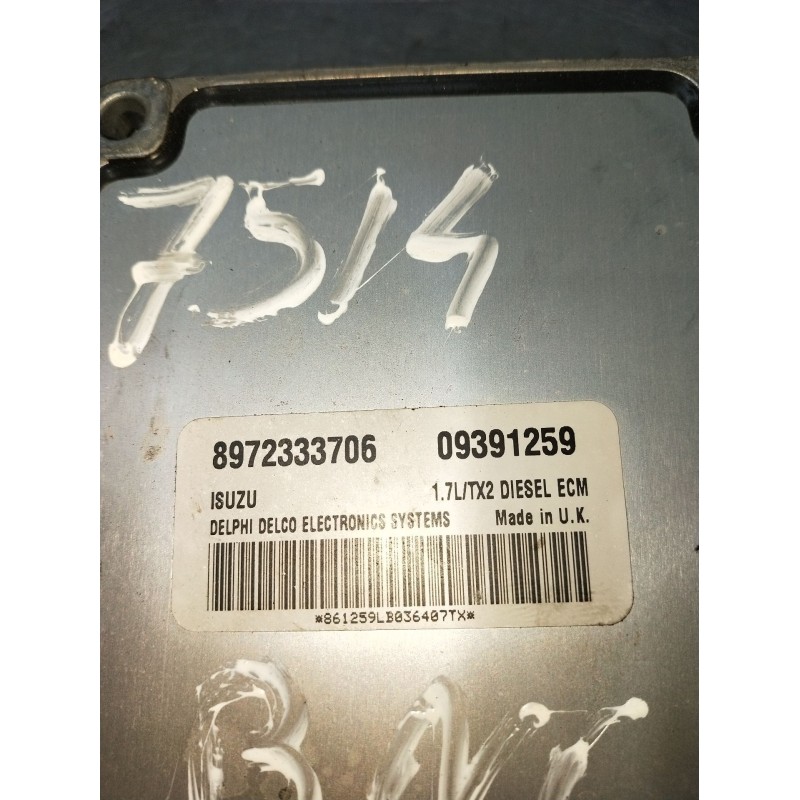 7514
8972333706 09391259
ISUZU 1.7L/TX2 DIESEL ECM
DELPHI DELCO ELECTRONICS SYSTEMS Made in U.K.
*861259LB036407TX*